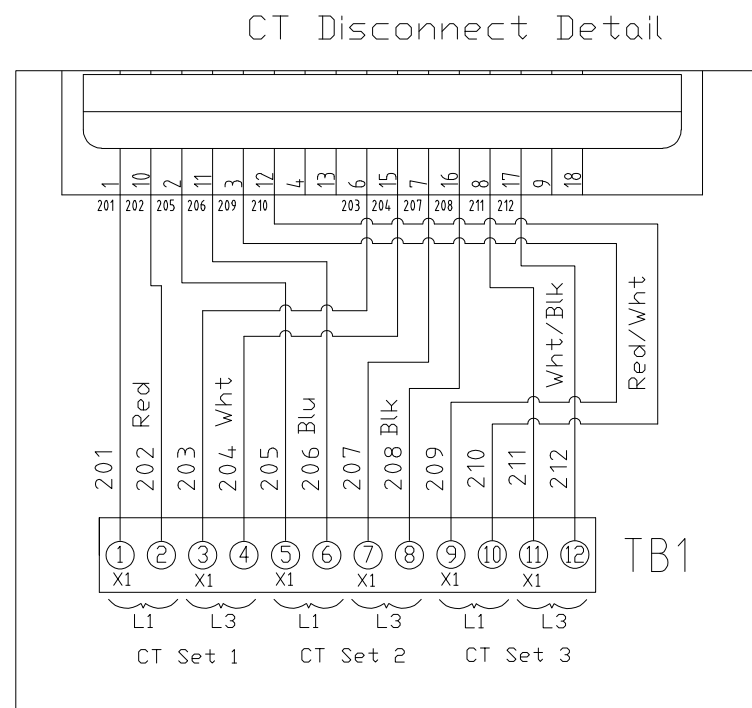 CT Disconnect Detail
1 10 2 11 3 12 4 13 6 15 7 16 8 17 9 18
201 202 205 206 209 210 203 204 207 208 211 212
201 202 Red 203 204 Wht 205 206 Blu 207 208 Blk 209 210 211 Wht/Blk 212 Red/Wht
1 2 3 4 5 6 7 8 9 10 11 12 TB1
X1 X1 X1 X1 X1 X1
L1 L3 L1 L3 L1 L3
CT Set 1 CT Set 2 CT Set 3